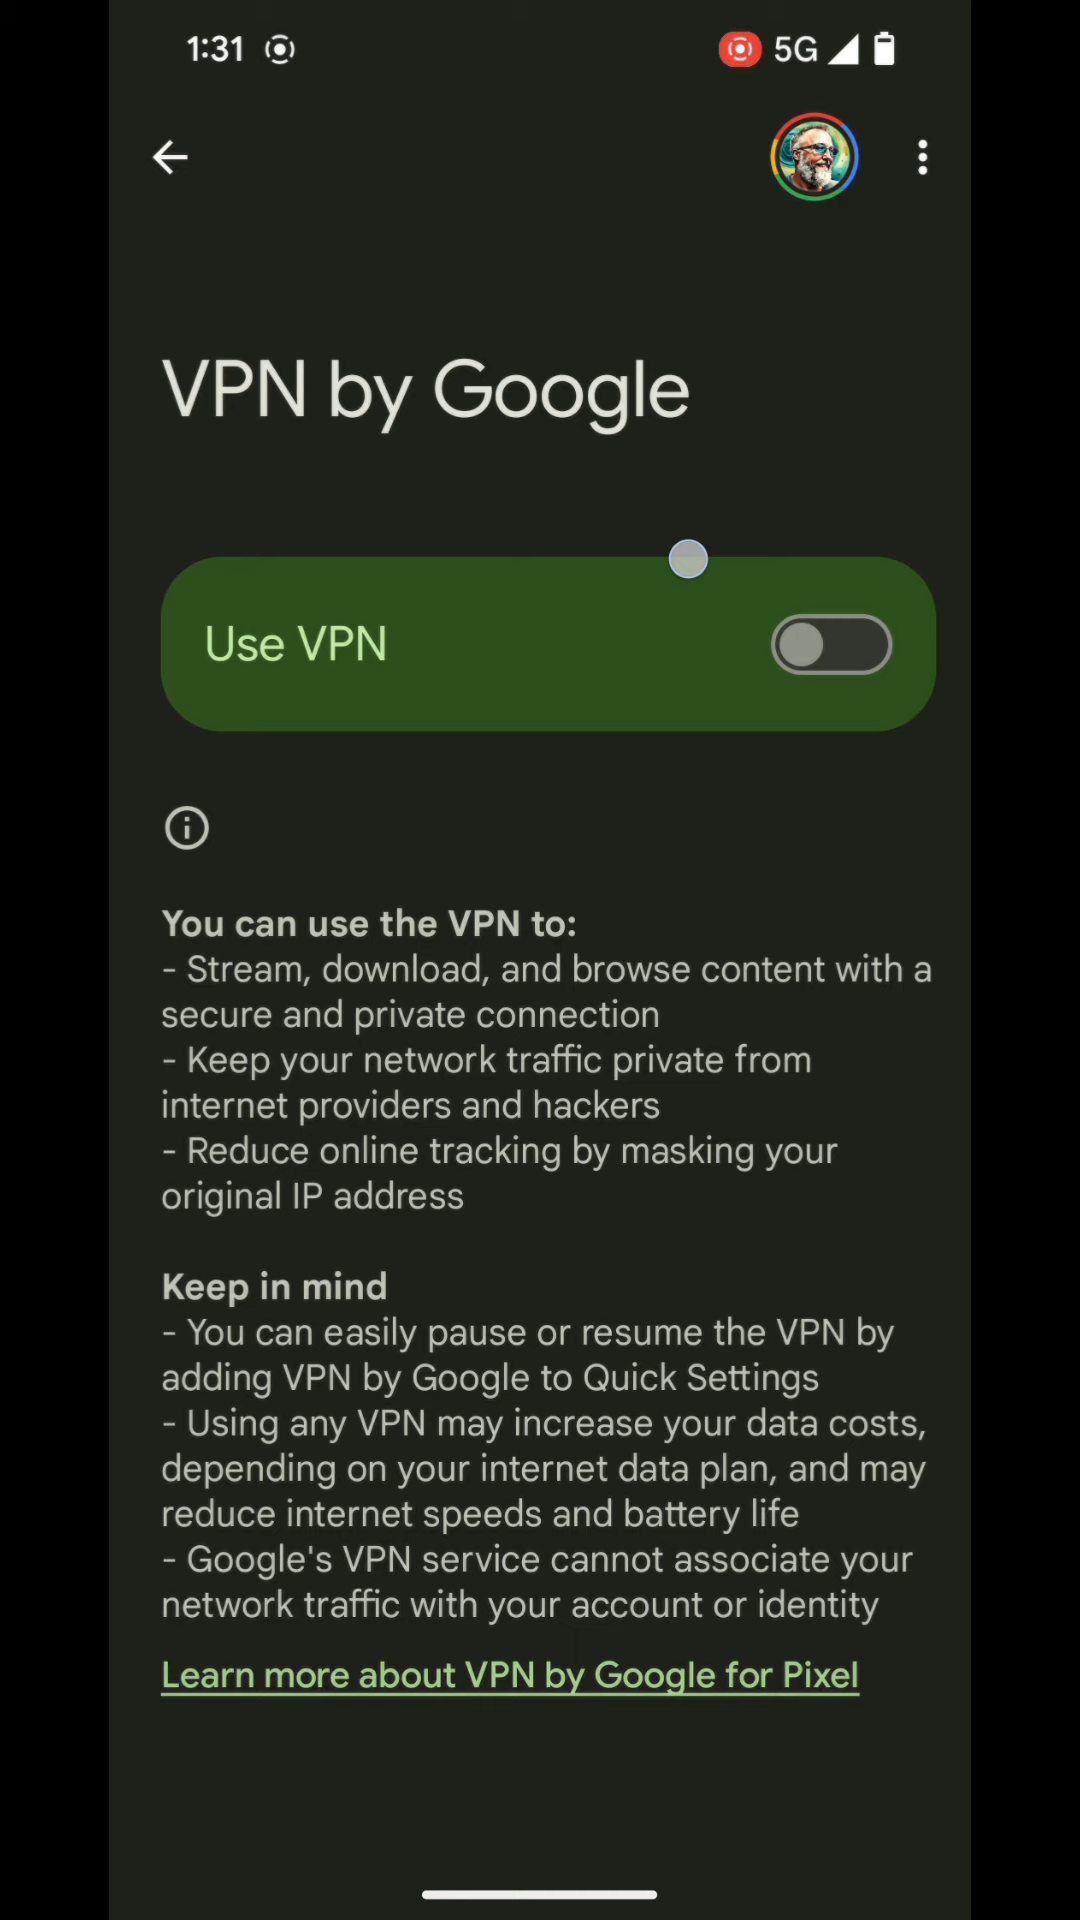 1:31
5G
VPN by Google
Use VPN
You can use the VPN to:
- Stream, download, and browse content with a
secure and private connection
- Keep your network traffic private from
internet providers and hackers
- Reduce online tracking by masking your
original IP address
Keep in mind
- You can easily pause or resume the VPN by
adding VPN by Google to Quick Settings
- Using any VPN may increase your data costs,
depending on your internet data plan, and may
reduce internet speeds and battery life
- Google's VPN service cannot associate your
network traffic with your account or identity
Learn more about VPN by Google for Pixel